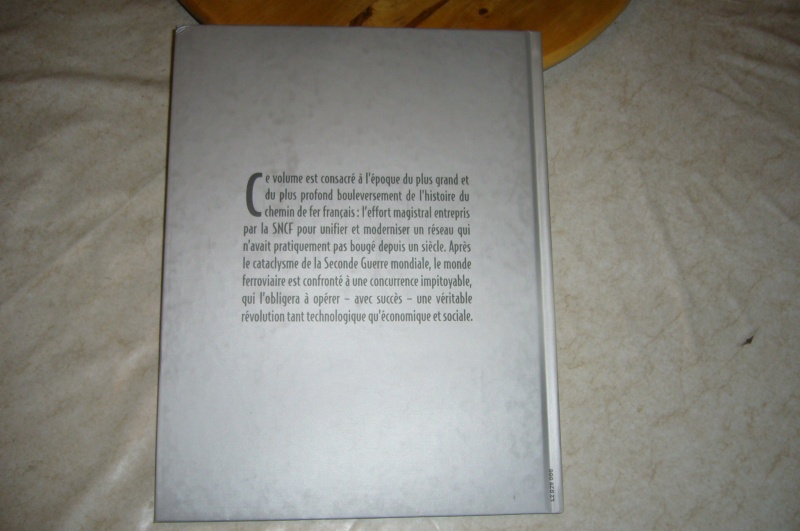 Ce volume est consacré à l'époque du plus grand et
du plus profond bouleversement de l'histoire du
chemin de fer français : l'effort magistral entrepris
par la SNCF pour unifier et moderniser un réseau qui
n'avait pratiquement pas bougé depuis un siècle. Après
le cataclysme de la Seconde Guerre mondiale, le monde
ferroviaire est confronté à une concurrence impitoyable,
qui l'obligera à opérer – avec succès – une véritable
révolution tant technologique qu'économique et sociale.